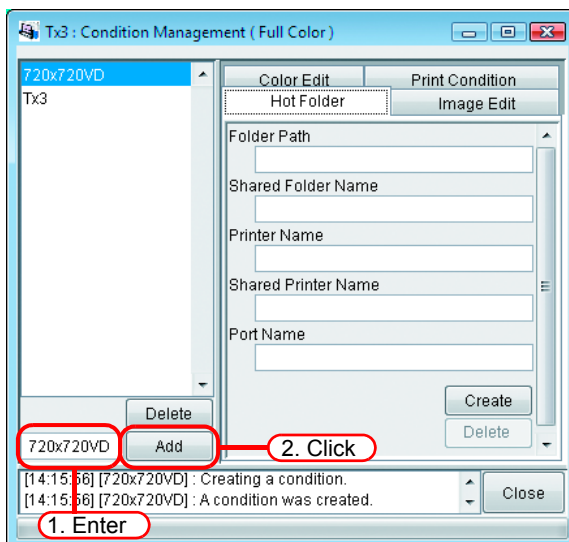 Tx3 : Condition Management ( Full Color )
720x720VD
Tx3
Color Edit
Print Condition
Hot Folder
Image Edit
Folder Path
Shared Folder Name
Printer Name
Shared Printer Name
Port Name
Create
Delete
Delete
720x720VD
Add
2. Click
[14:15:56] [720x720VD] : Creating a condition.
[14:15:56] [720x720VD] : A condition was created.
Close
1. Enter